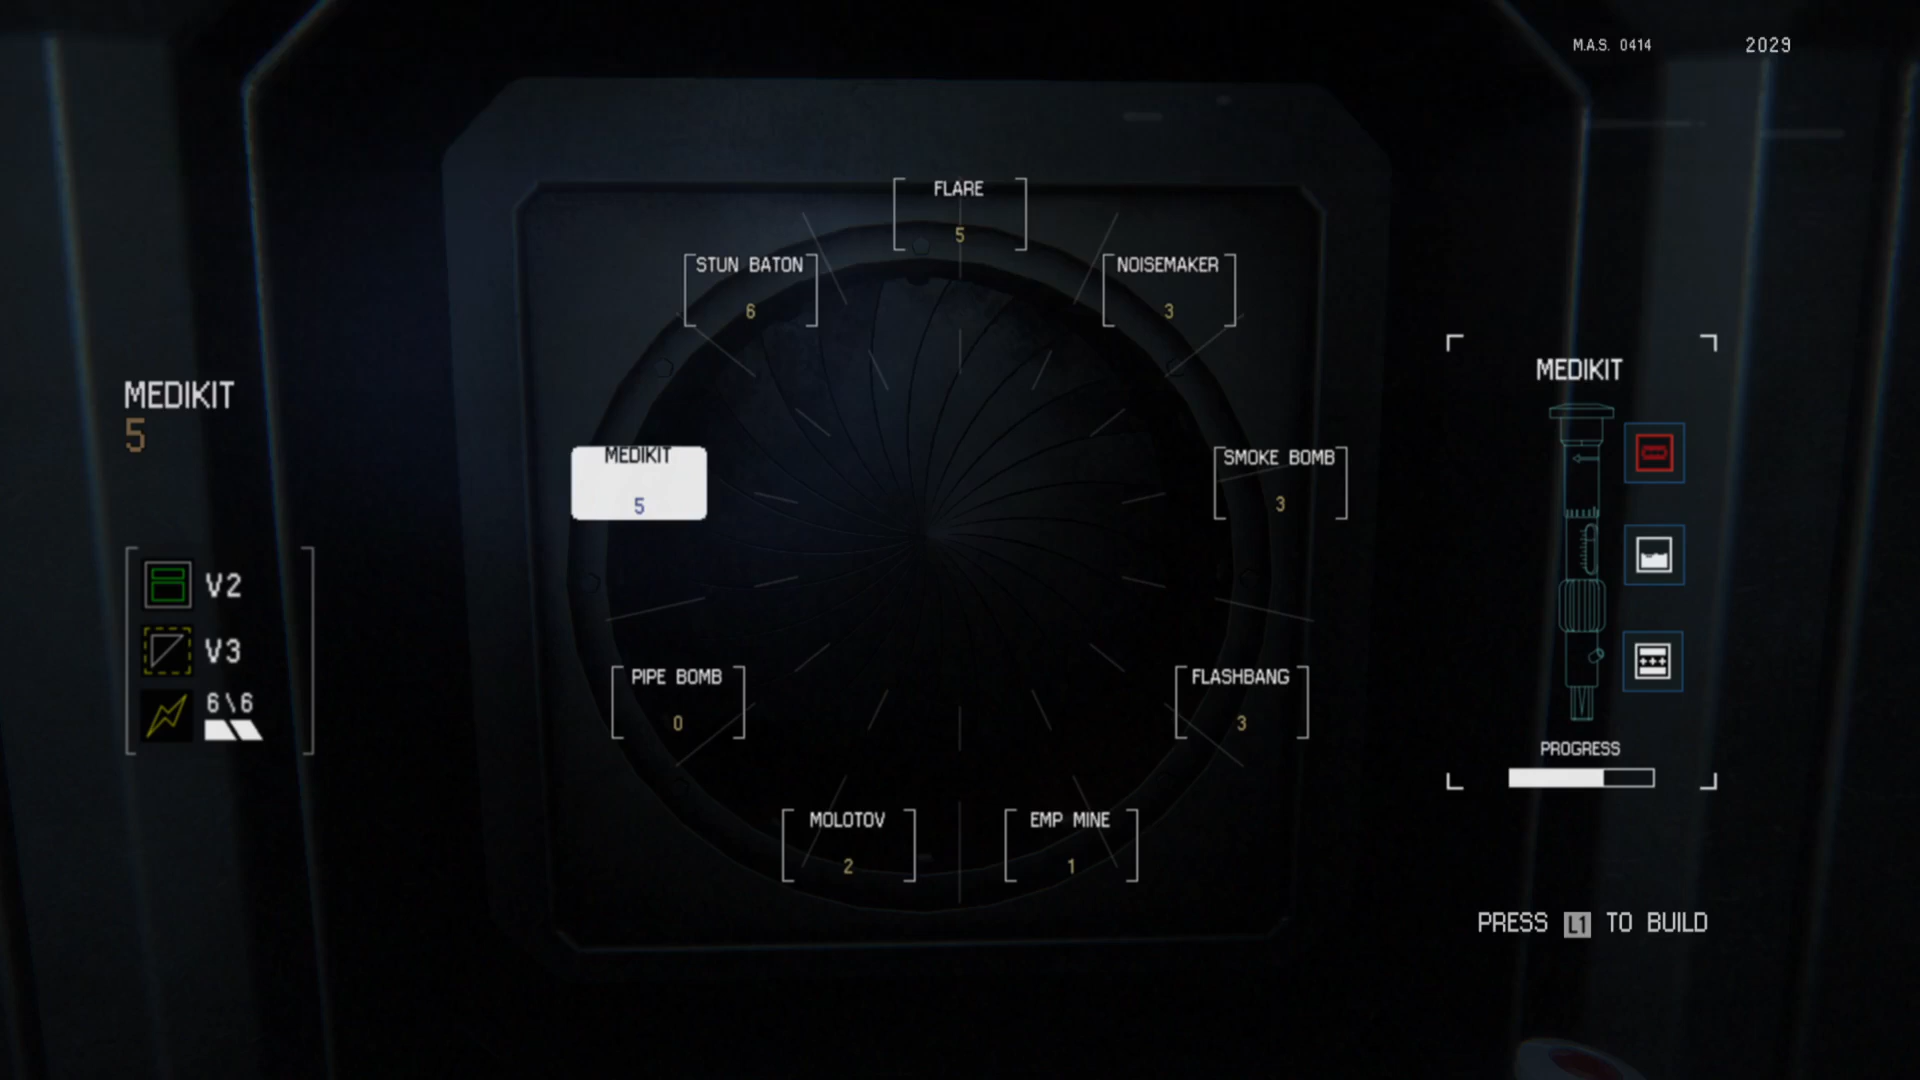 M.A.S. 0414 2029
FLARE
5
STUN BATON
6
NOISEMAKER
3
MEDIKIT
5
MEDIKIT
5
SMOKE BOMB
3
MEDIKIT
V2
V3
6\6
PIPE BOMB
0
FLASHBANG
3
MOLOTOV
2
EMP MINE
1
PROGRESS
PRESS L1 TO BUILD